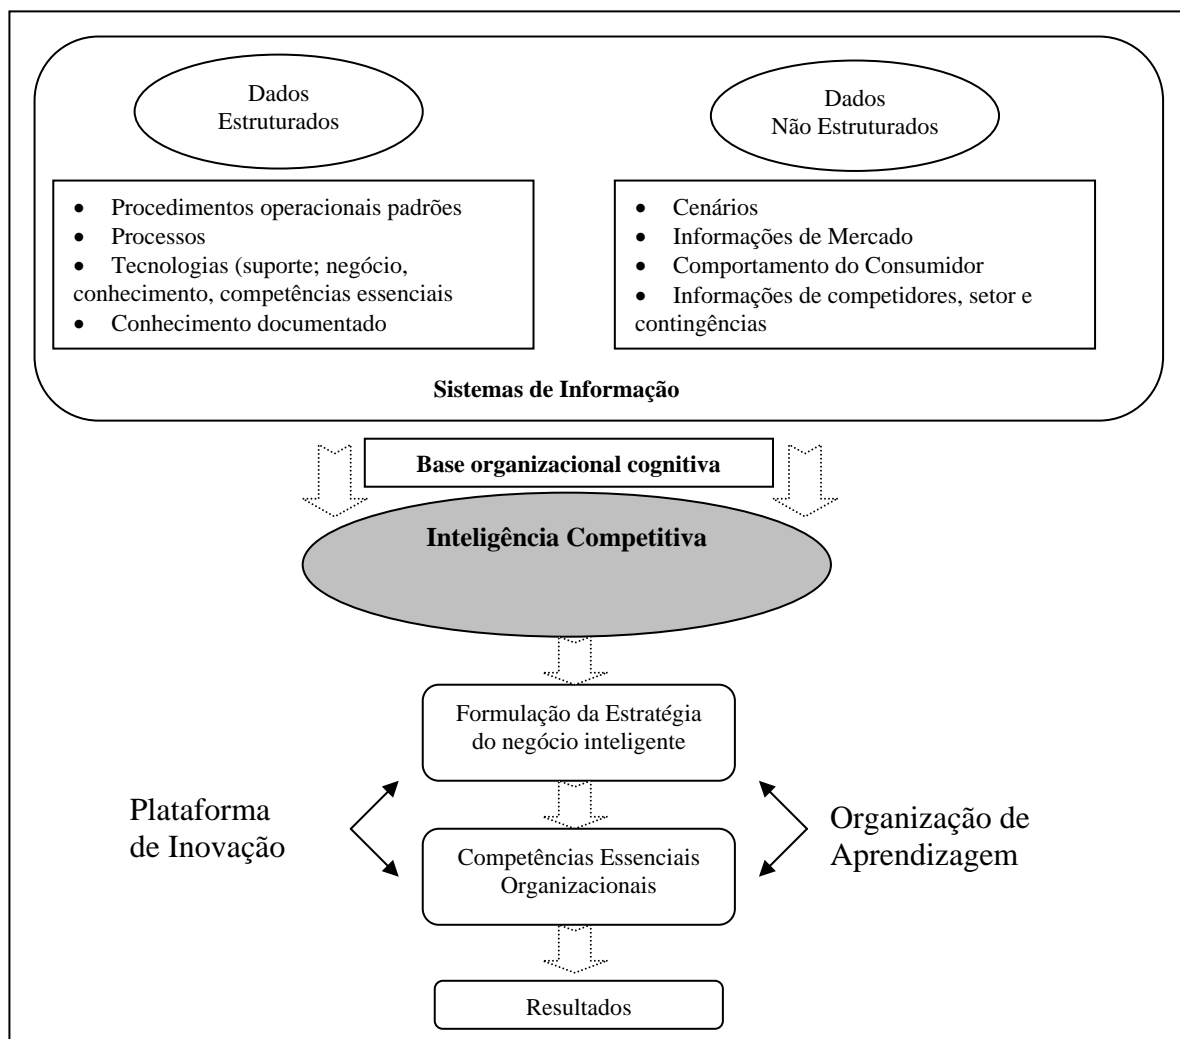 Dados
Estruturados
Dados
Não Estruturados
• Procedimentos operacionais padrões
• Processos
• Tecnologias (suporte; negócio,
conhecimento, competências essenciais
• Conhecimento documentado
• Cenários
• Informações de Mercado
• Comportamento do Consumidor
• Informações de competidores, setor e
contingências
Sistemas de Informação
Base organizacional cognitiva
Inteligência Competitiva
Formulação da Estratégia
do negócio inteligente
Plataforma
de Inovação
Organização de
Aprendizagem
Competências Essenciais
Organizacionais
Resultados